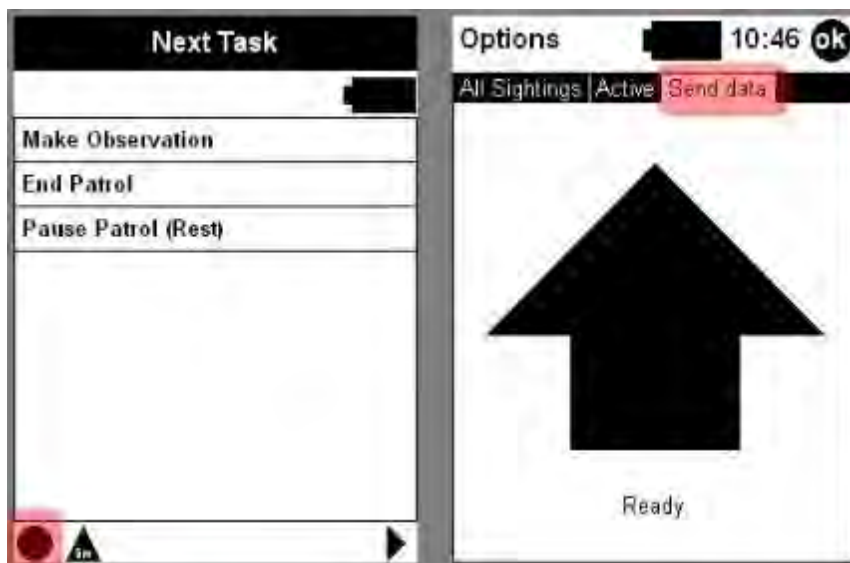 Next Task
Make Observation
End Patrol
Pause Patrol (Rest)
Options 10:46 ok
All Sightings Active Send data
Ready